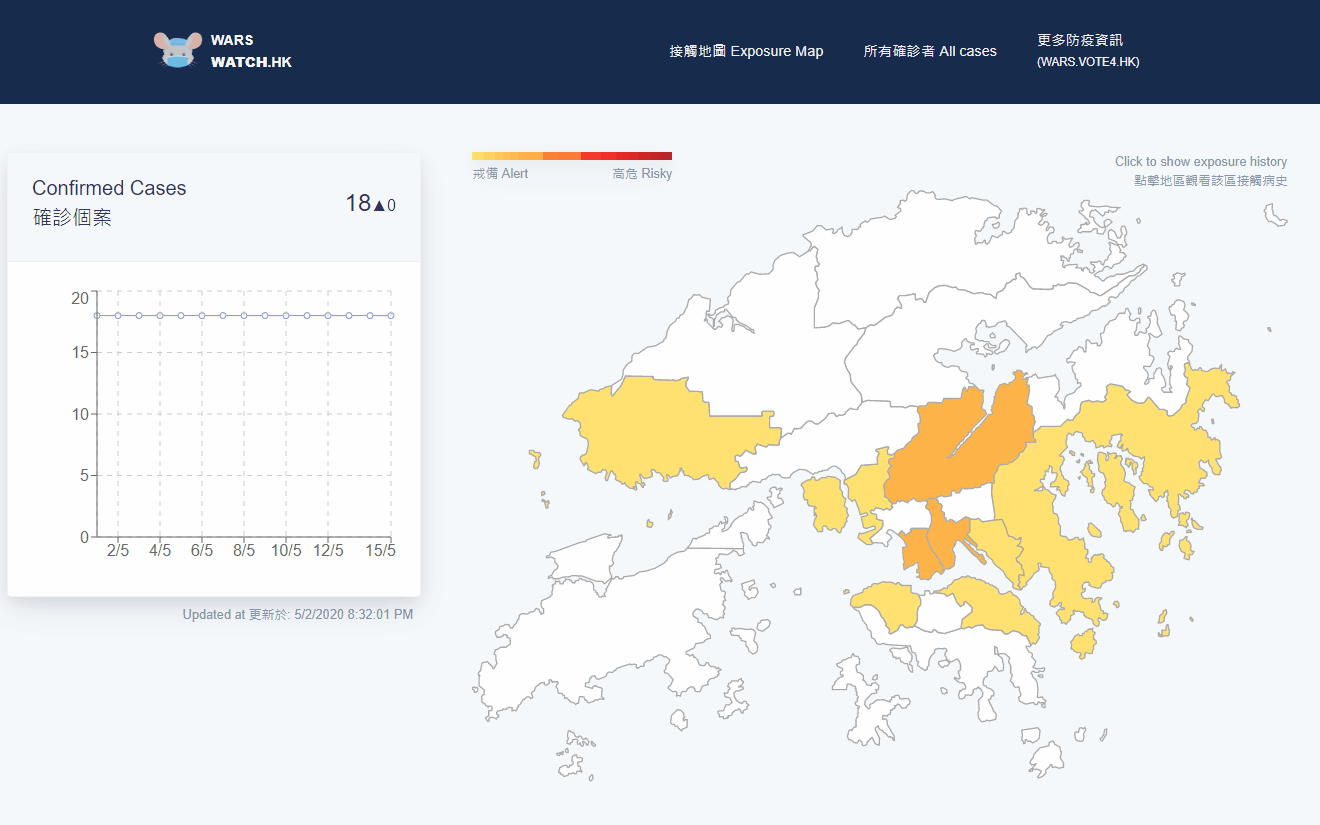 WARS
WATCH.HK
接觸地圖 Exposure Map
所有確診者 All cases
更多防疫資訊
(WARS.VOTE4.HK)
Confirmed Cases
確診個案
18▲0
20
15
10
5
0
2/5
4/5
6/5
8/5
10/5
12/5
15/5
Updated at 更新於: 5/2/2020 8:32:01 PM
戒備 Alert
高危 Risky
Click to show exposure history
點擊地區觀看該區接觸病史